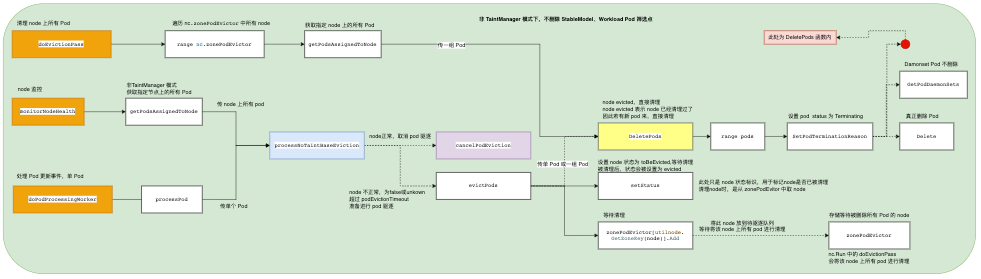 非 TaintManager 模式下，不删除 StableModel、Workload Pod 筛选点
清理 node 上所有 Pod
doEvictionPass
遍历 nc.zonePodEvictor 中所有 node
range nc.zonePodEvictor
获取指定 node 上的所有 Pod
getPodsAssignedToNode
传一组 Pod
此处为 DeletePods 函数内
Damonset Pod 不删除
GetPodDaemonSets
node 监控
monitorNodeHealth
非TaintManager 模式
获取指定节点上的所有 Pod
getPodsAssignedToNode
传 node 上所有 pod
processNoTaintBaseEviction
node正常，取消 pod 驱逐
cancelPodEviction
node evicted，直接清理
node evicted 表示 node 已经清理过了
因此若有新 pod 来，直接清理
DeletePods
range pods
设置 pod status 为 Terminating
SetPodTerminationReason
真正删除 Pod
Delete
处理 Pod 更新事件，单 Pod
doPodProcessingWorker
processPod
传单个 Pod
node 不正常，为false或unkown
超过 podEvictionTimeout
准备进行 pod 驱逐
evictPods
传单 Pod 或一组 Pod
设置 node 状态为 toBeEvicted,等待清理
被清理后，状态会被设置为 evicted
setStatus
此处只是 node 状态标识，用于标记node是否已被清理
清理node时，是从 zonePodEvitor 中取 node
等待清理
zonePodEvictor[utilnode.
GetZoneKey(node)].Add
将此 node 放到待驱逐队列
等待将该 node 上所有 pod 进行清理
存储等待被删除所有 Pod 的 node
zonePodEvictor
nc.Run 中的 doEvictionPass
会将该 node 上所有 pod 进行清理